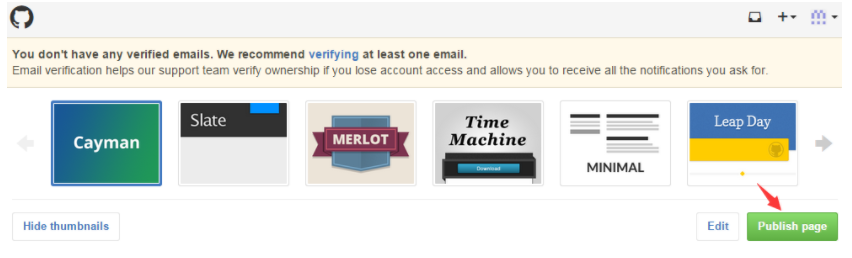 You don't have any verified emails. We recommend verifying at least one email.
Email verification helps our support team verify ownership if you lose account access and allows you to receive all the notifications you ask for.
Cayman
Slate
MERLOT
Time
Machine
Download
MINIMAL
Leap Day
Hide thumbnails
Edit
Publish page